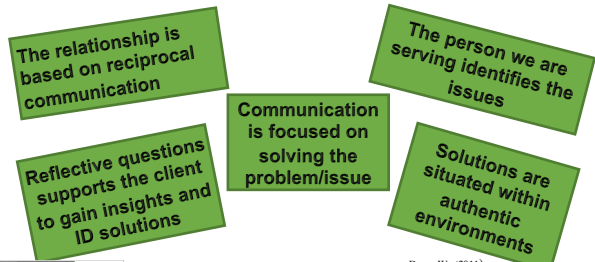 The relationship is
based on reciprocal
communication
The person we are
serving identifies the
issues
Communication
is focused on
solving the
problem/issue
Reflective questions
supports the client
to gain insights and
ID solutions
Solutions are
situated within
authentic
environments